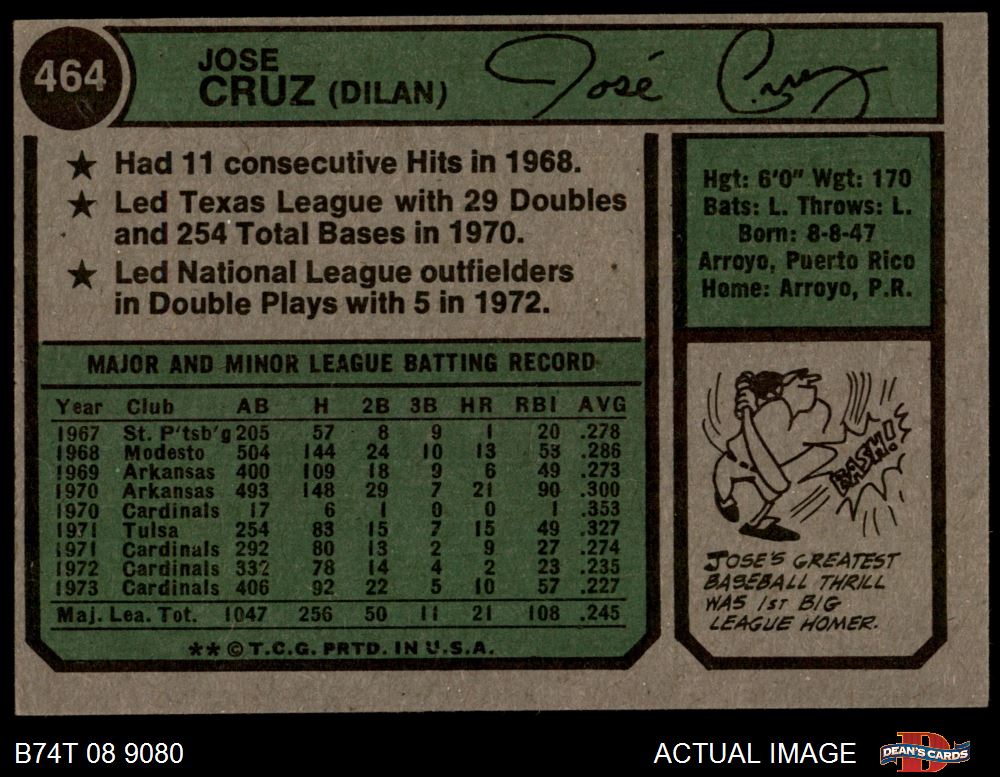 464
JOSE
CRUZ (DILAN)
José Cruz
★ Had 11 consecutive Hits in 1968.
★ Led Texas League with 29 Doubles
and 254 Total Bases in 1970.
★ Led National League outfielders
in Double Plays with 5 in 1972.
Hgt: 6'0" Wgt: 170
Bats: L. Throws: L.
Born: 8-8-47
Arroyo, Puerto Rico
Home: Arroyo, P.R.
MAJOR AND MINOR LEAGUE BATTING RECORD
Year Club AB H 2B 3B HR RBI AVG
1967 St. P'tsb'g 205 57 8 9 1 20 .278
1968 Modesto 504 144 24 10 13 53 .286
1969 Arkansas 400 109 18 9 6 49 .273
1970 Arkansas 493 148 29 7 21 90 .300
1970 Cardinals 17 6 1 0 0 1 .353
1971 Tulsa 254 83 15 7 15 49 .327
1971 Cardinals 292 80 13 2 9 27 .274
1972 Cardinals 332 78 14 4 2 23 .235
1973 Cardinals 406 92 22 5 10 57 .227
Maj. Lea. Tot. 1047 256 50 11 21 108 .245
** © T.C.G. PRTD. IN U.S.A.
BASH!
JOSE'S GREATEST
BASEBALL THRILL
WAS 1ST BIG
LEAGUE HOMER.
B74T 08 9080
ACTUAL IMAGE
D
DEAN'S CARDS